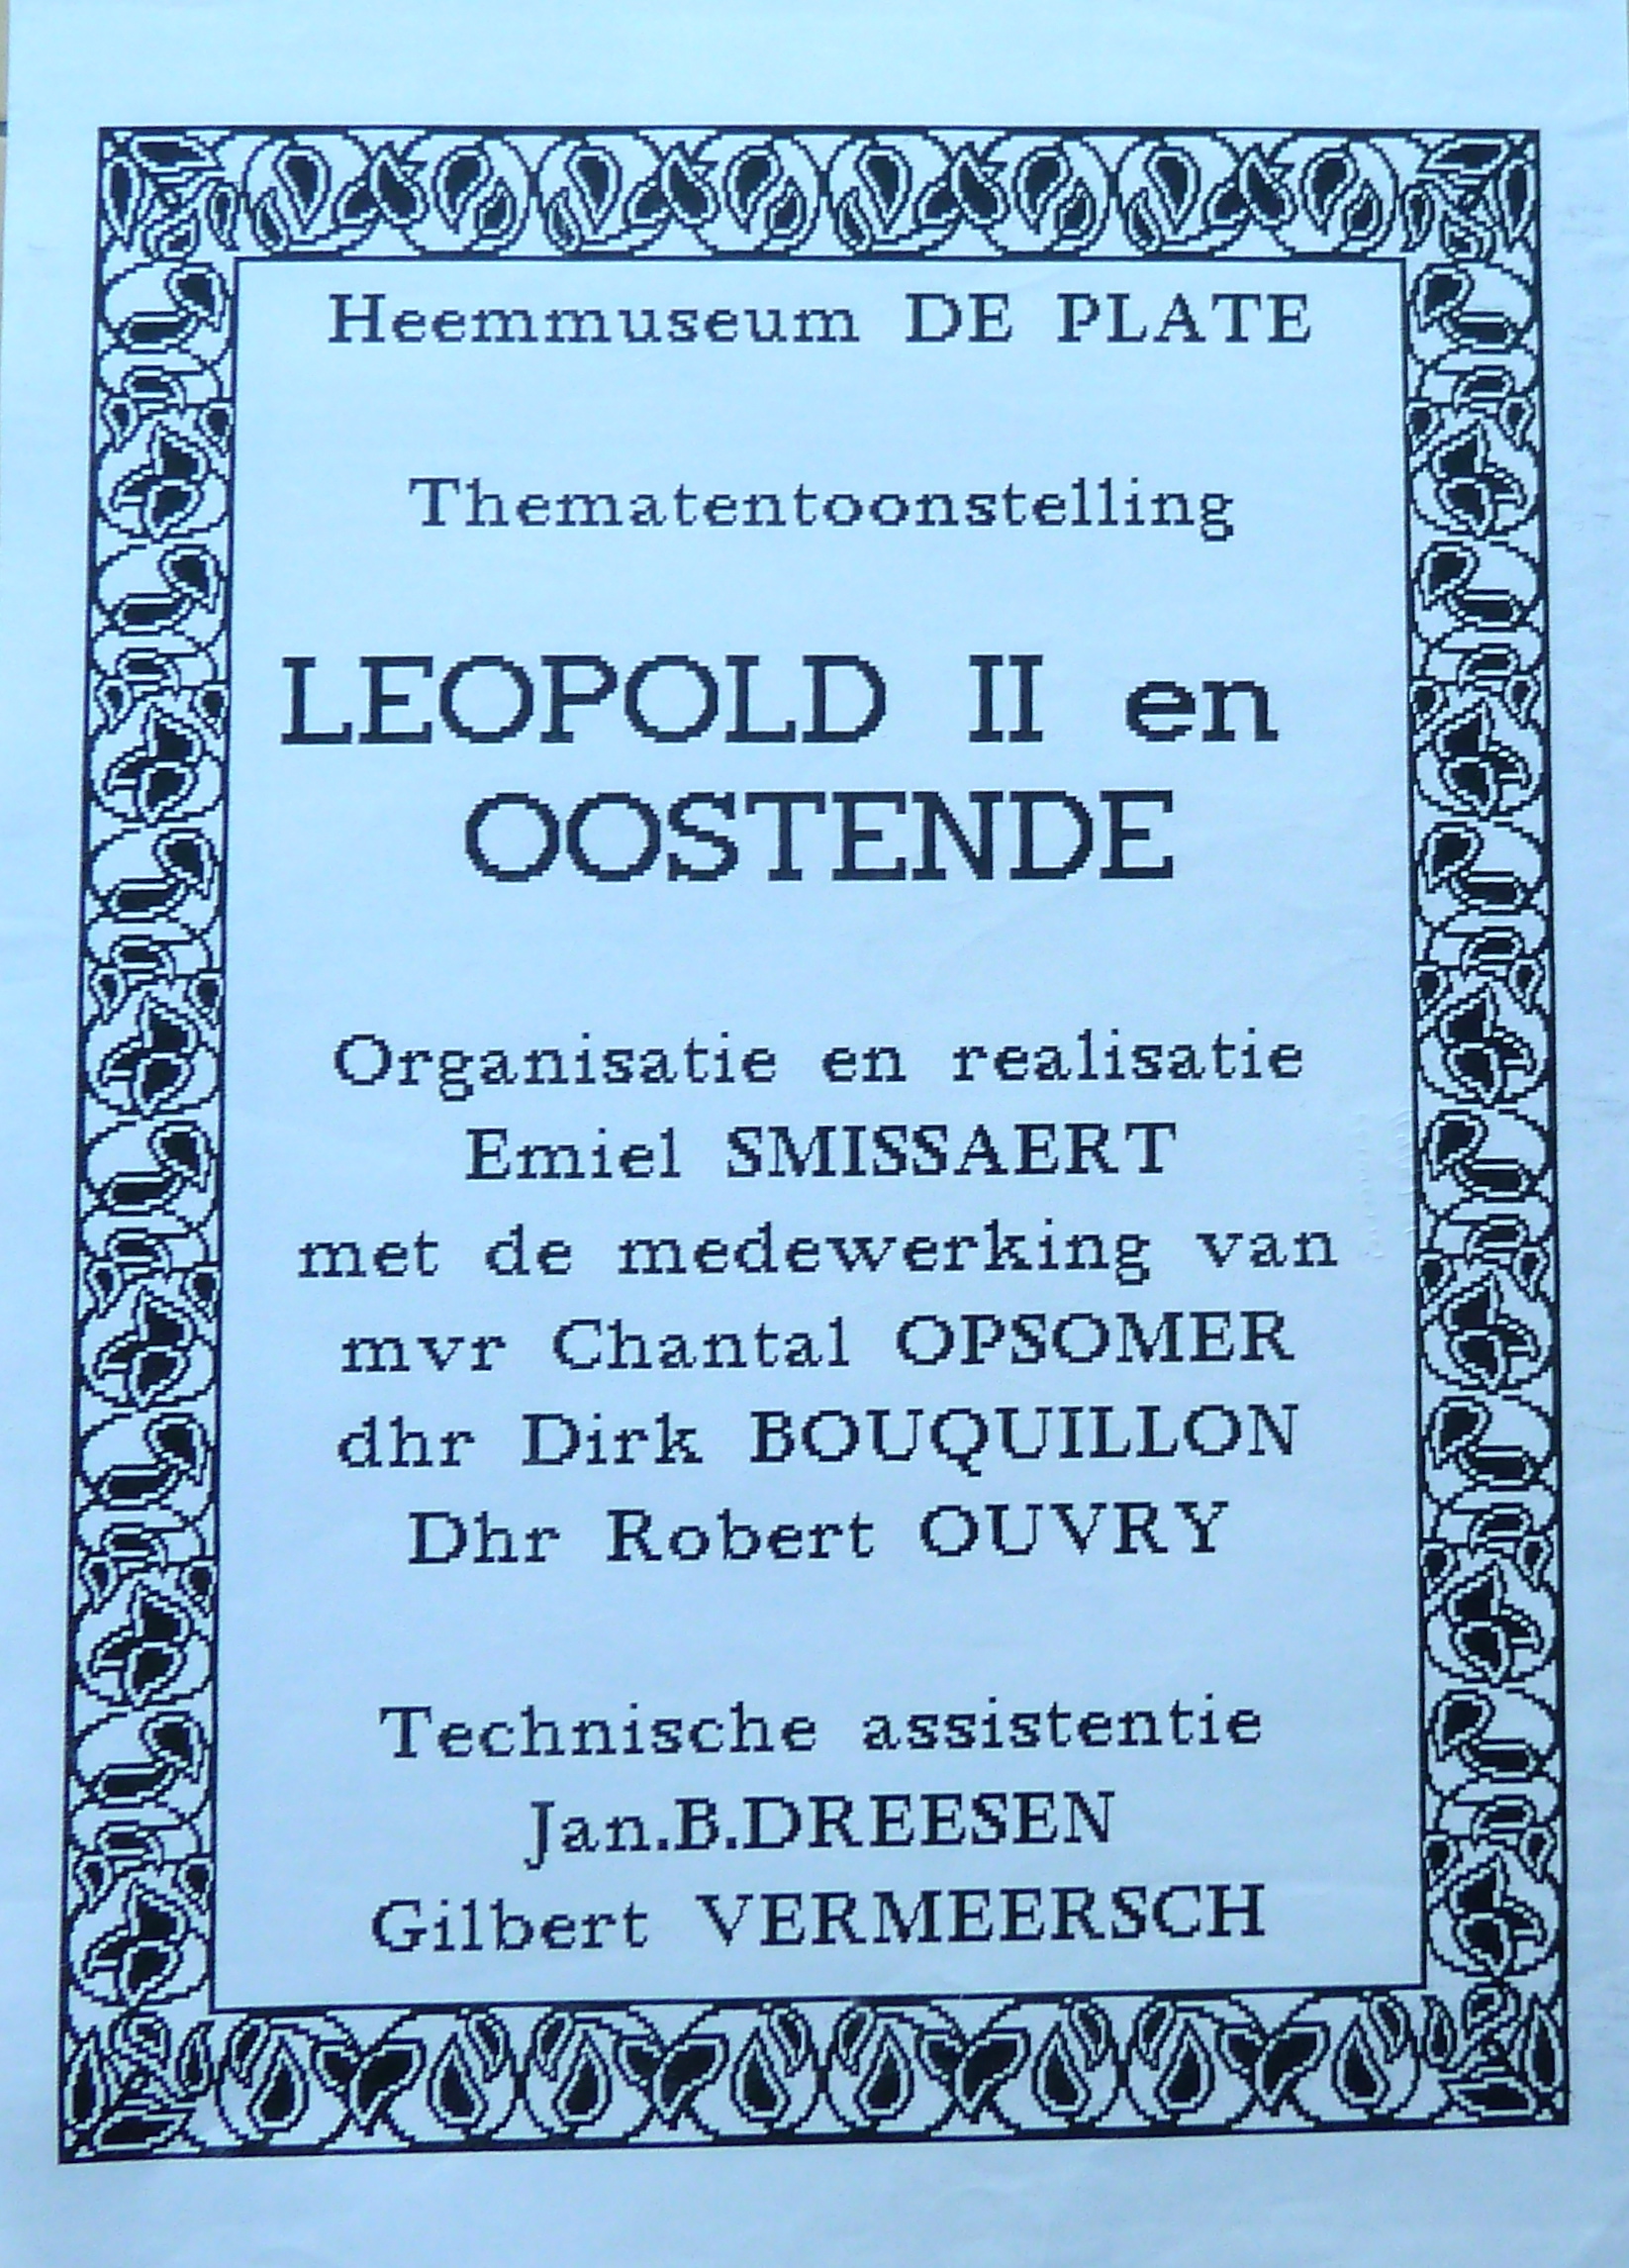 Heemmuseum DE PLATE
Thematentoonstelling
LEOPOLD II en
OOSTENDE
Organisatie en realisatie
Emiel SMISSAERT
met de medewerking van
mvr Chantal OPSOMER
dhr Dirk BOUQUILLON
Dhr Robert OUVRY
Technische assistentie
Jan.B.DREESEN
Gilbert VERMEERSCH